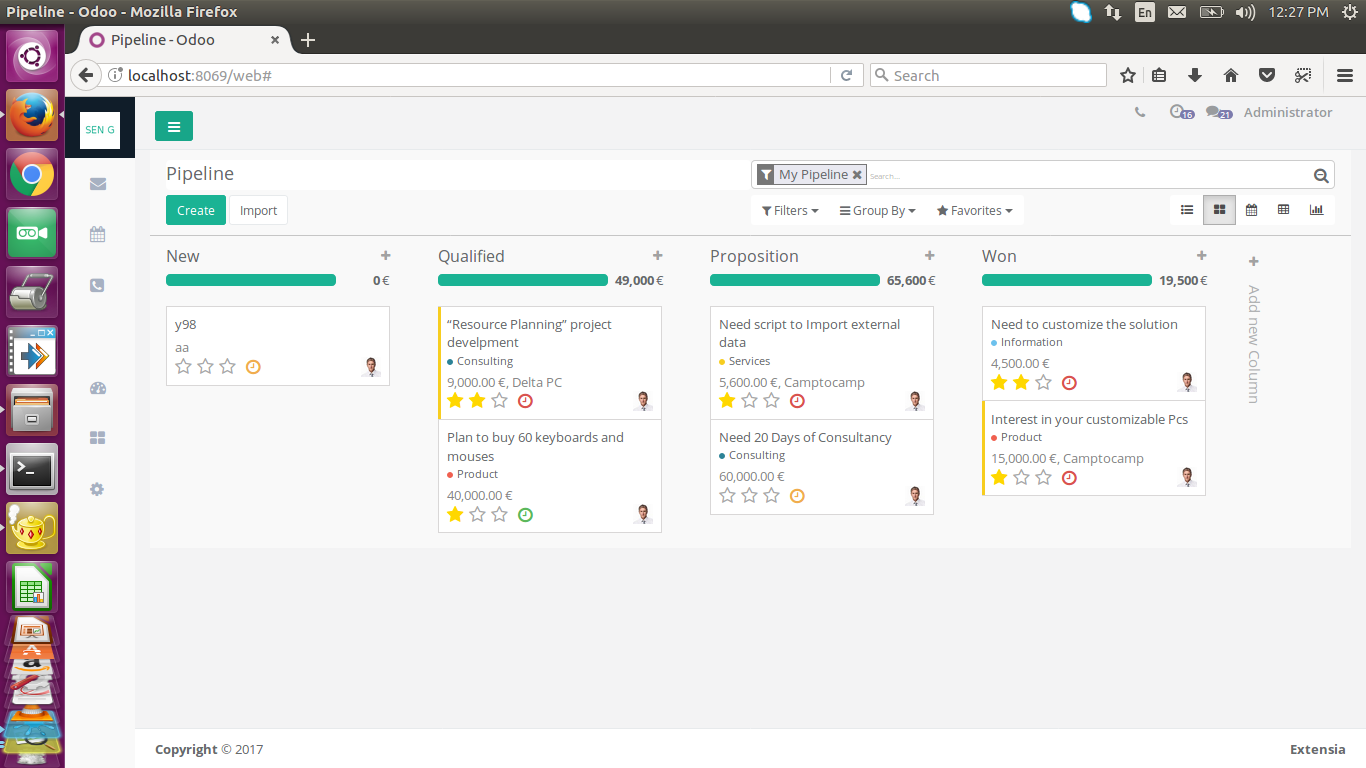 Pipeline - Odoo - Mozilla Firefox
En
12:27 PM
Pipeline - Odoo
localhost:8069/web#
Search
SEN G
16
21
Administrator
Pipeline
My Pipeline
Search...
Create
Import
Filters
Group By
Favorites
New
0 €
y98
aa
Qualified
49,000 €
“Resource Planning” project
develpment
Consulting
9,000.00 €, Delta PC
Plan to buy 60 keyboards and
mouses
Product
40,000.00 €
Proposition
65,600 €
Need script to Import external
data
Services
5,600.00 €, Camptocamp
Need 20 Days of Consultancy
Consulting
60,000.00 €
Won
19,500 €
Need to customize the solution
Information
4,500.00 €
Interest in your customizable Pcs
Product
15,000.00 €, Camptocamp
Add new Column
Copyright © 2017
Extensia